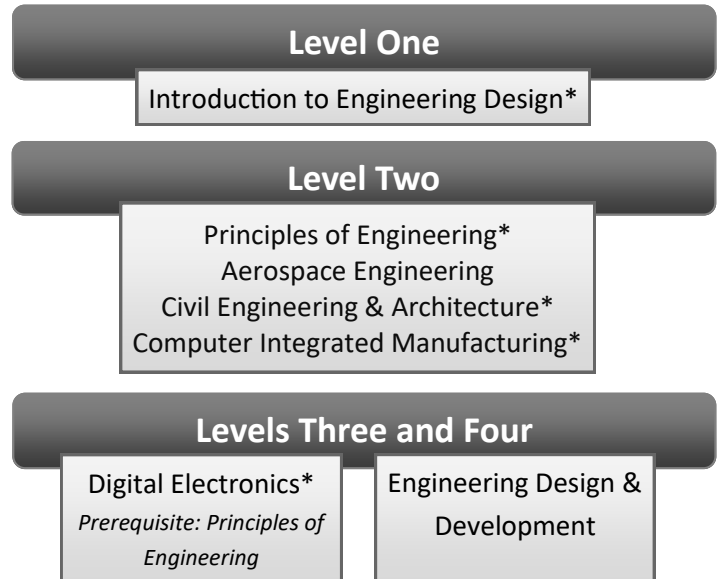 Level One
Introduction to Engineering Design*
Level Two
Principles of Engineering*
Aerospace Engineering
Civil Engineering & Architecture*
Computer Integrated Manufacturing*
Levels Three and Four
Digital Electronics*
Prerequisite: Principles of
Engineering
Engineering Design &
Development